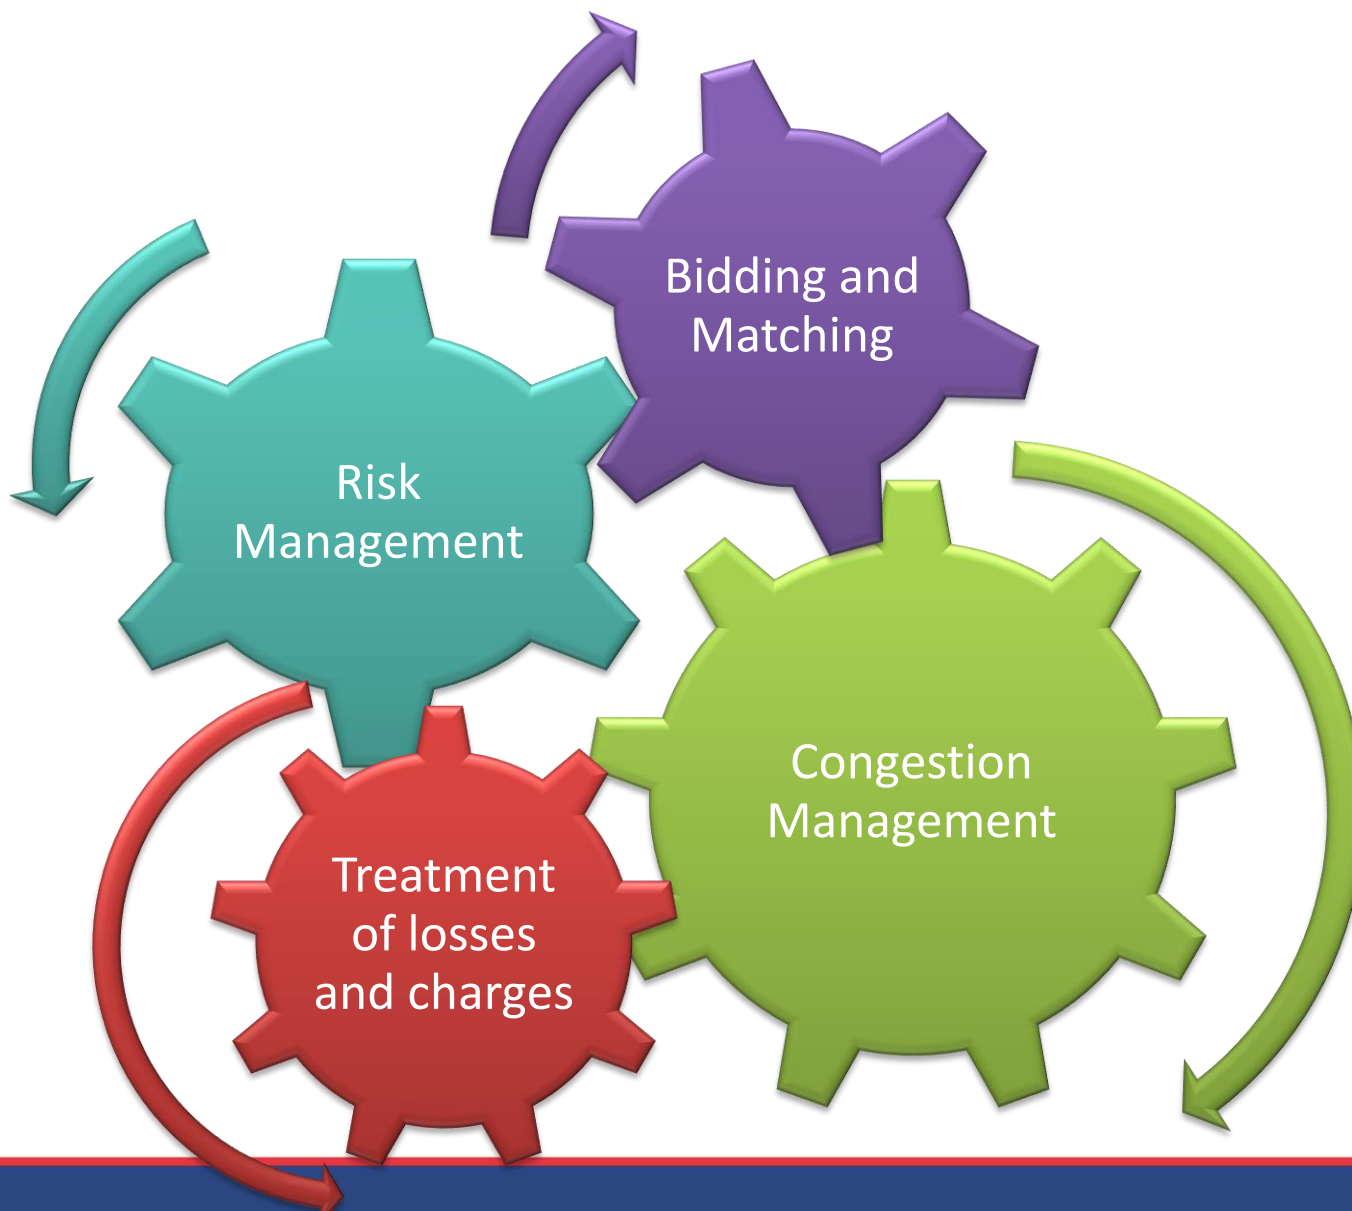 Bidding and
Matching
Risk
Management
Congestion
Management
Treatment
of losses
and charges